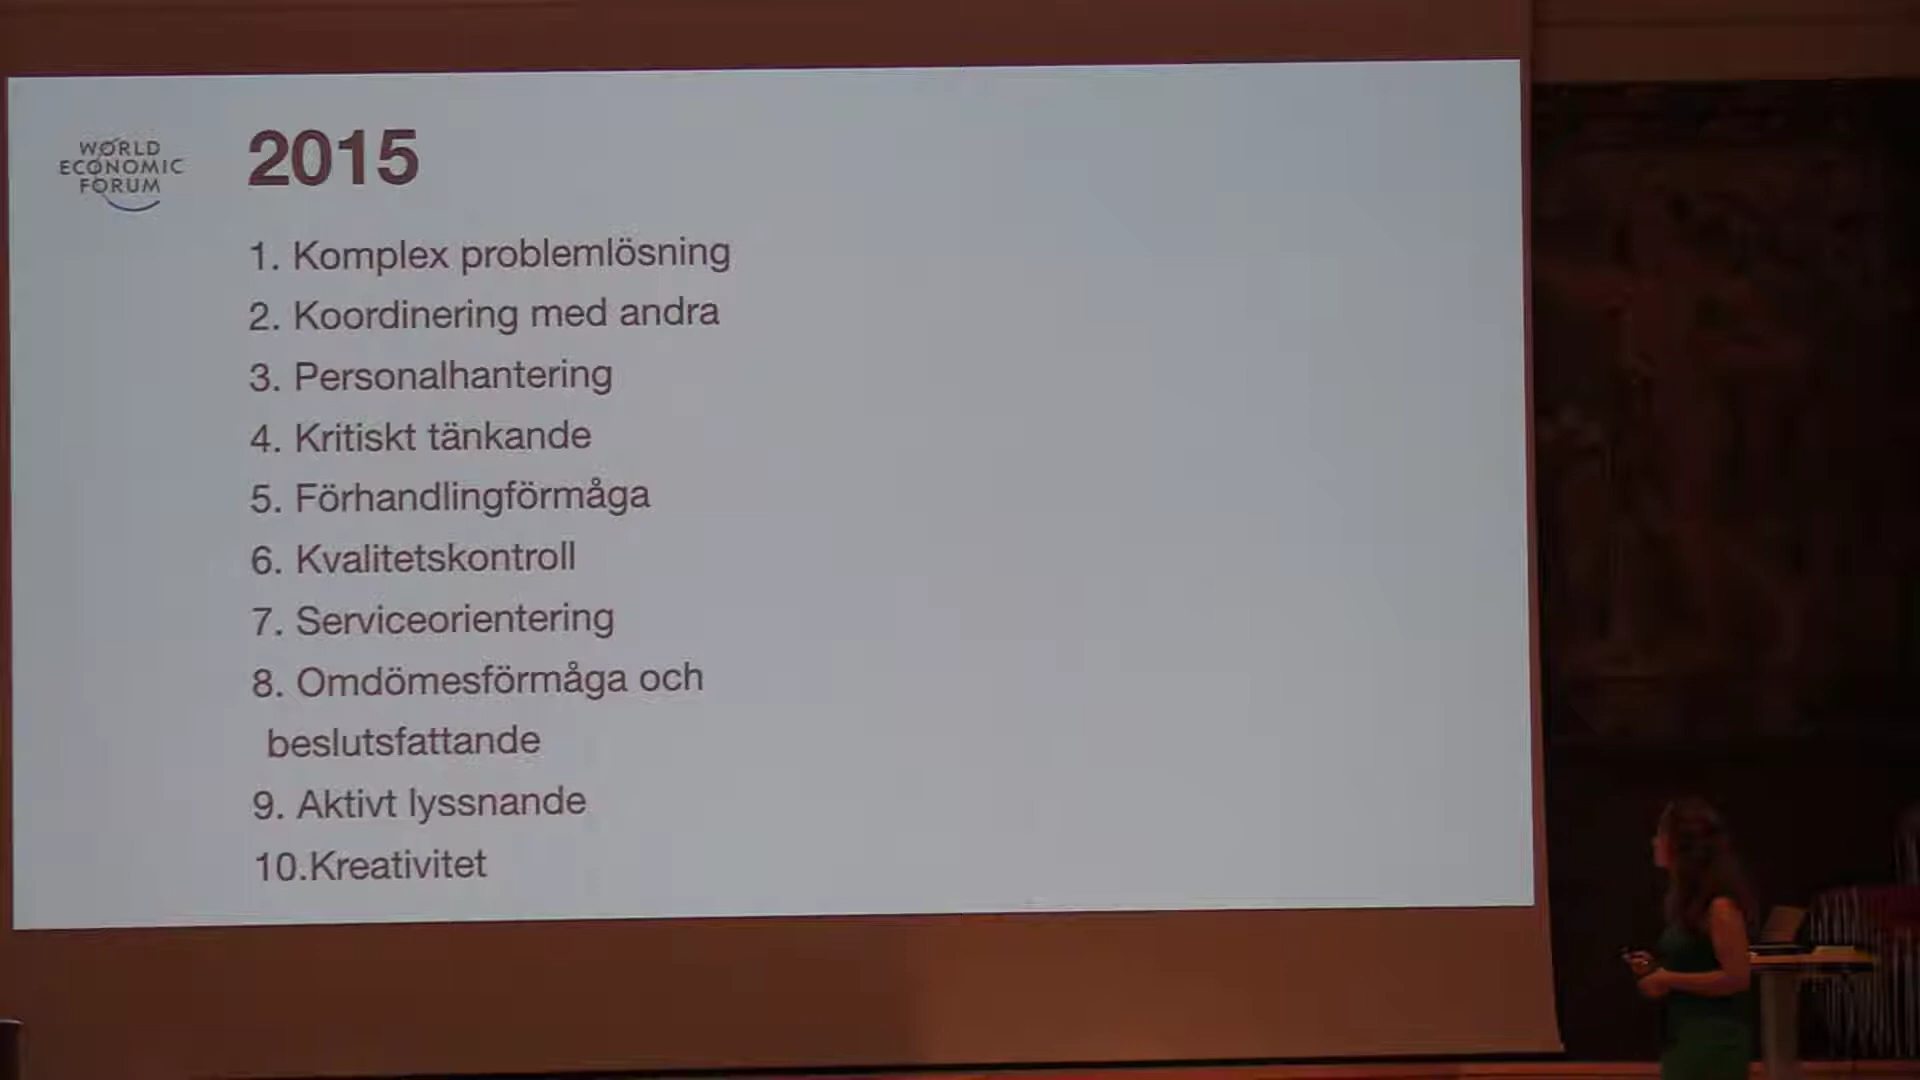 WORLD
ECONOMIC
FORUM
2015
1. Komplex problemlösning
2. Koordinering med andra
3. Personalhantering
4. Kritiskt tänkande
5. Förhandlingförmåga
6. Kvalitetskontroll
7. Serviceorientering
8. Omdömesförmåga och
beslutsfattande
9. Aktivt lyssnande
10.Kreativitet